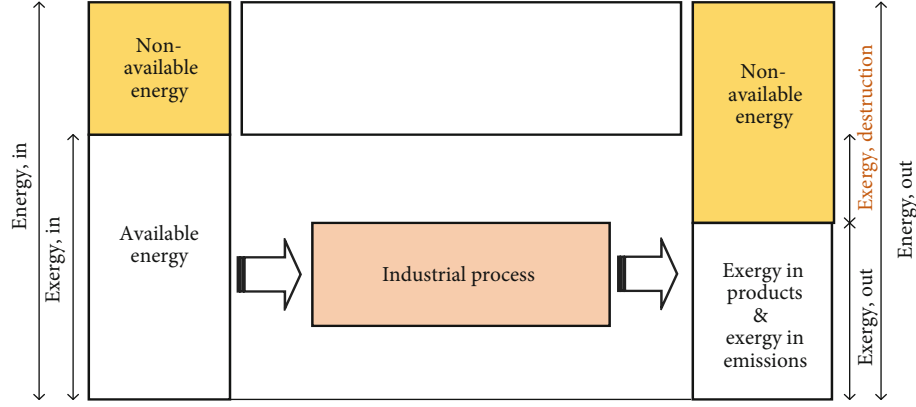 Energy, in
Exergy, in
Non-
available
energy
Available
energy
Industrial process
Non-
available
energy
Exergy in
products
&
exergy in
emissions
Exergy, destruction
Exergy, out
Energy, out